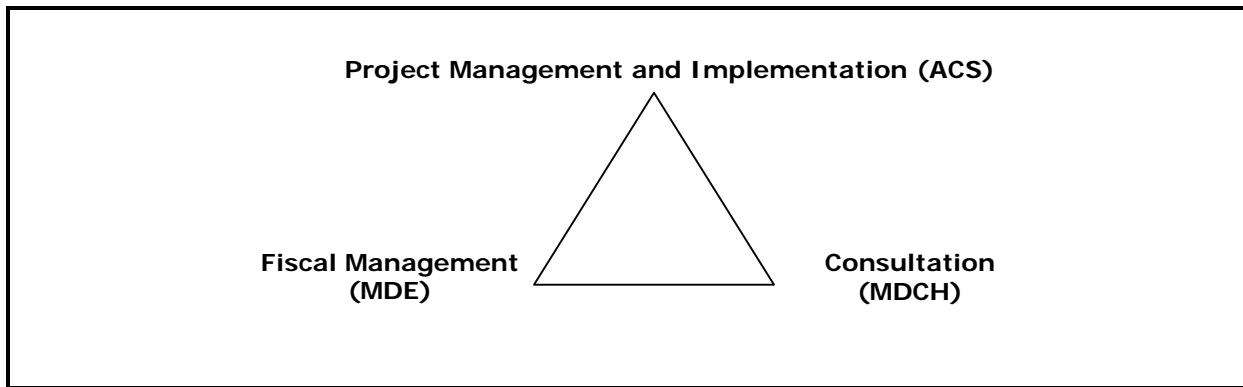 Project Management and Implementation (ACS)
Fiscal Management
(MDE)
Consultation
(MDCH)